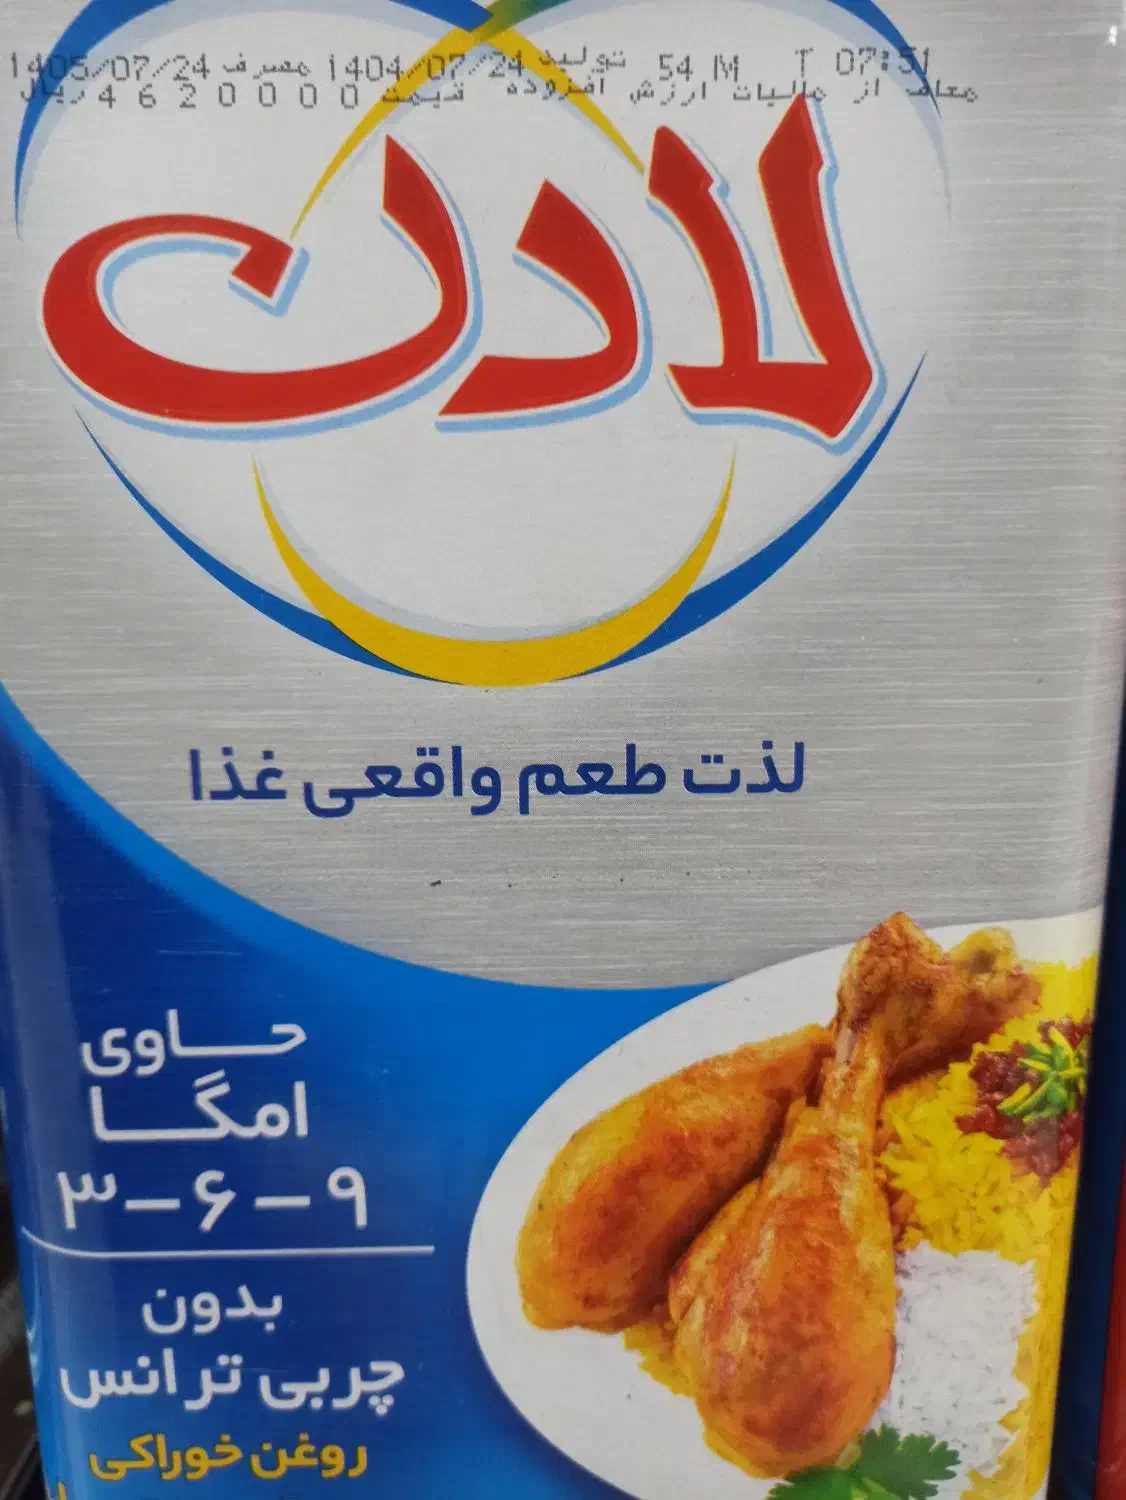 تولید 1404/07/24 مصرف 1405/07/24 54 M T 07:51
معاف از مالیات ارزش افزوده قیمت 4620000 ریال
لادن
لذت طعم واقعی غذا
حاوی
امگا
۳-۶-۹
بدون
چربی ترانس
روغن خوراکی